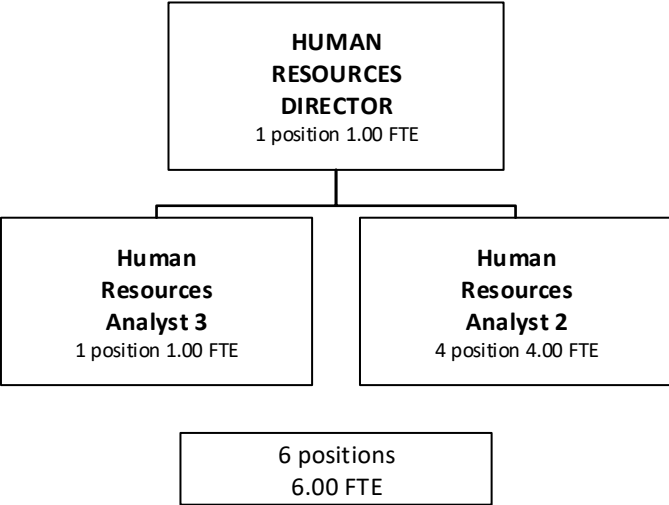 HUMAN
RESOURCES
DIRECTOR
1 position 1.00 FTE
Human
Resources
Analyst 3
1 position 1.00 FTE
Human
Resources
Analyst 2
4 position 4.00 FTE
6 positions
6.00 FTE